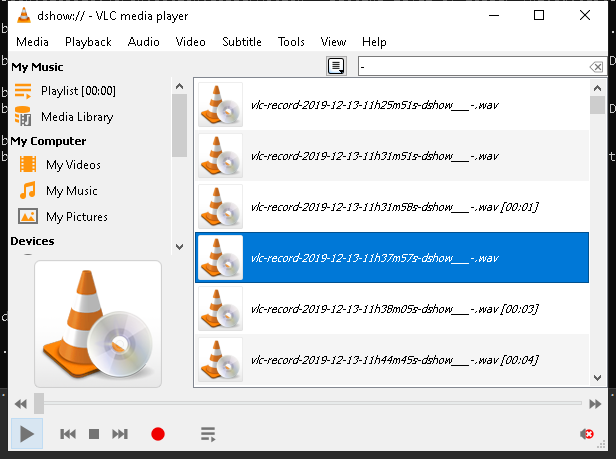 dshow:// - VLC media player
Media Playback Audio Video Subtitle Tools View Help
My Music
Playlist [00:00]
Media Library
My Computer
My Videos
My Music
My Pictures
Devices
-
vlc-record-2019-12-13-11h25m51s-dshow___-.wav
vlc-record-2019-12-13-11h31m51s-dshow___-.wav
vlc-record-2019-12-13-11h31m58s-dshow___-.wav [00:01]
vlc-record-2019-12-13-11h37m57s-dshow___-.wav
vlc-record-2019-12-13-11h38m05s-dshow___-.wav [00:03]
vlc-record-2019-12-13-11h44m45s-dshow___-.wav [00:04]